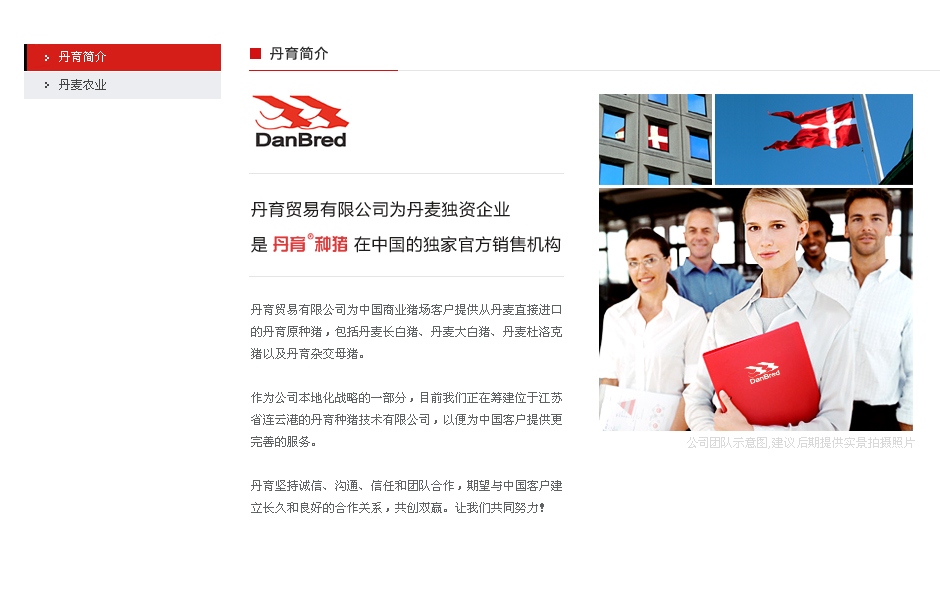 丹育简介
丹麦农业
丹育简介
DanBred
丹育贸易有限公司为丹麦独资企业
是 丹育®种猪 在中国的独家官方销售机构
丹育贸易有限公司为中国商业猪场客户提供从丹麦直接进口
的丹育原种猪，包括丹麦长白猪、丹麦大白猪、丹麦杜洛克
猪以及丹育杂交母猪。
作为公司本地化战略的一部分，目前我们正在筹建位于江苏
省连云港的丹育种猪技术有限公司，以便为中国客户提供更
完善的服务。
丹育坚持诚信、沟通、信任和团队合作，期望与中国客户建
立长久和良好的合作关系，共创双赢。让我们共同努力！
DanBred
公司团队示意图,建议后期提供实景拍摄照片